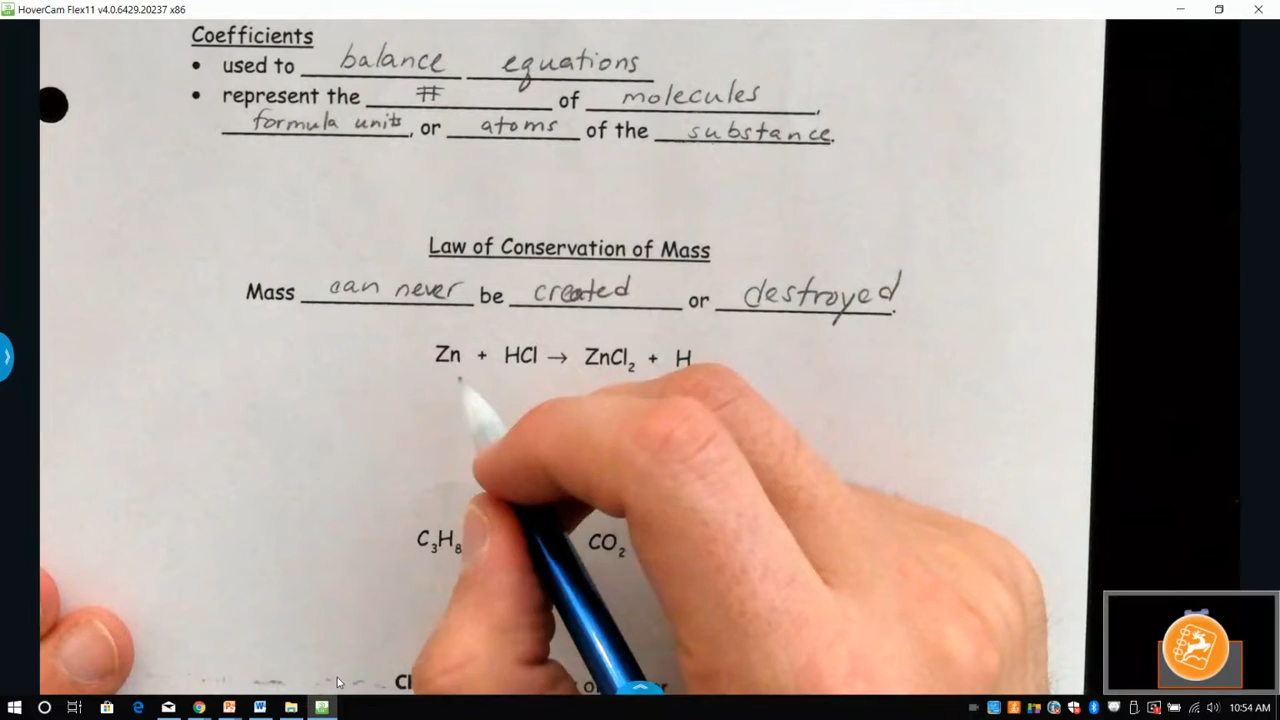 HoverCam Flex11 v4.0.6429.20237 x86
Coefficients
• used to balance equations
• represent the # of molecules,
formula units, or atoms of the substance.
Law of Conservation of Mass
Mass can never be created or destroyed.
Zn + HCl → ZnCl₂ + H
C₃H₈ CO₂
10:54 AM